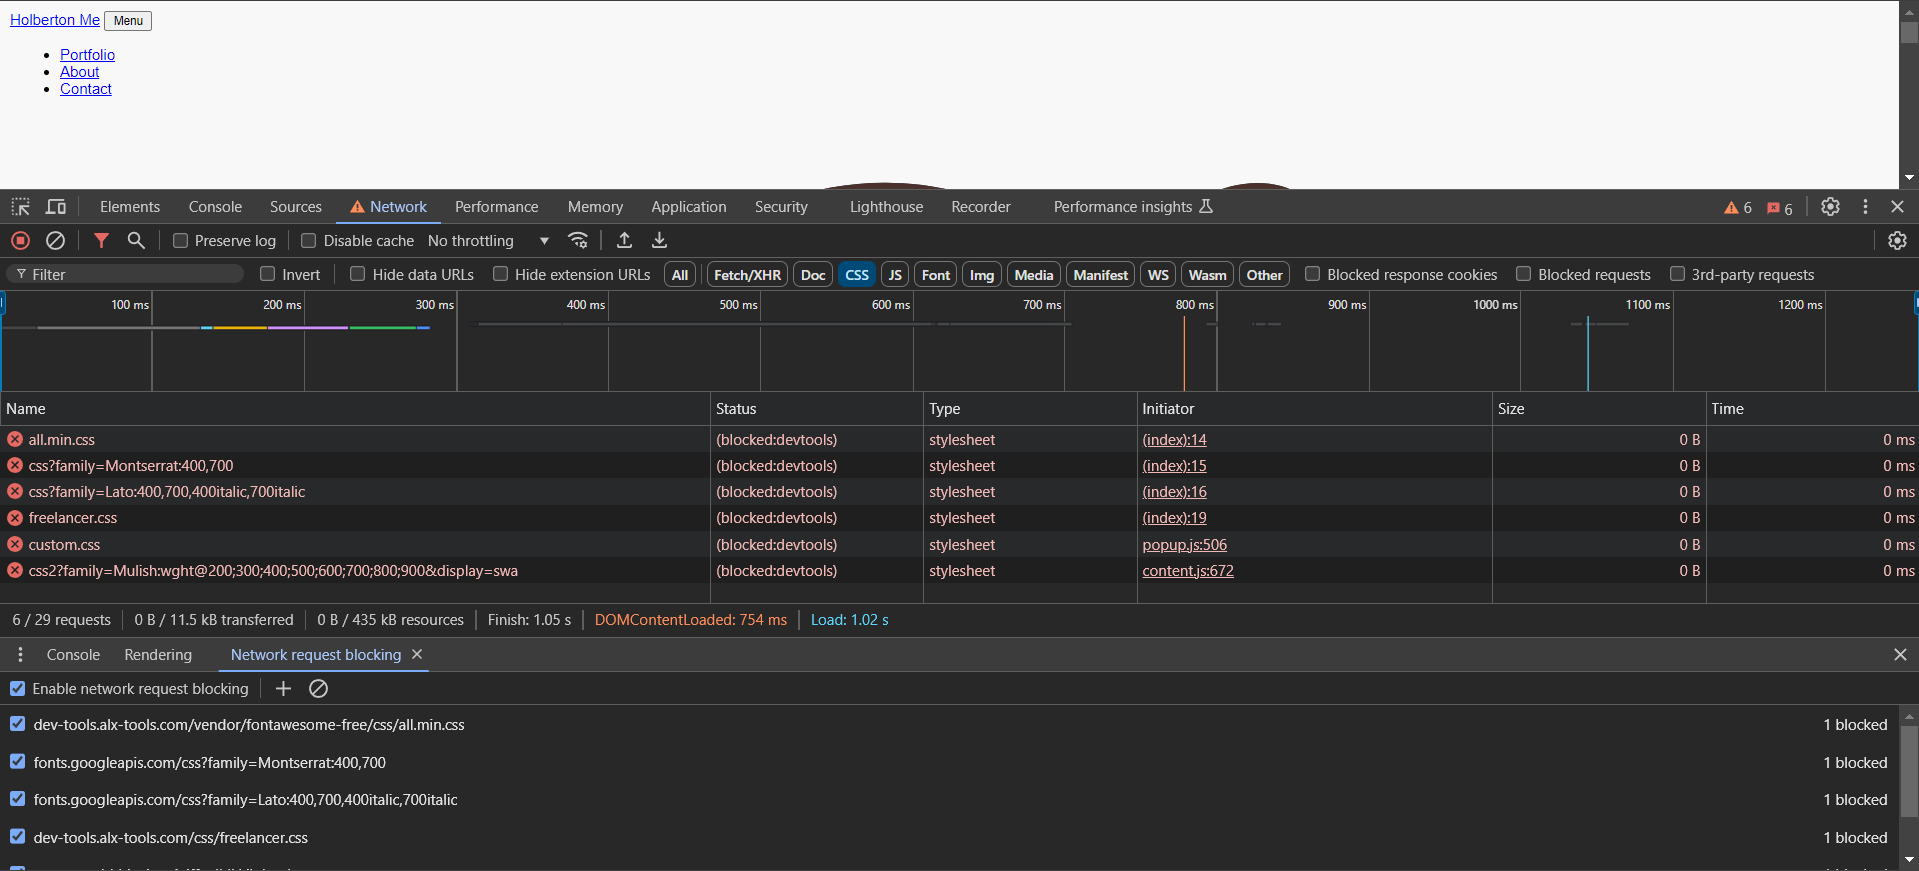 Holberton Me Menu
Portfolio
About
Contact
Elements Console Sources Network Performance Memory Application Security Lighthouse Recorder Performance insights 6 6
Preserve log Disable cache No throttling
Filter Invert Hide data URLs Hide extension URLs All Fetch/XHR Doc CSS JS Font Img Media Manifest WS Wasm Other Blocked response cookies Blocked requests 3rd-party requests
100 ms 200 ms 300 ms 400 ms 500 ms 600 ms 700 ms 800 ms 900 ms 1000 ms 1100 ms 1200 ms
Name Status Type Initiator Size Time
all.min.css (blocked:devtools) stylesheet (index):14 0 B 0 ms
css?family=Montserrat:400,700 (blocked:devtools) stylesheet (index):15 0 B 0 ms
css?family=Lato:400,700,400italic,700italic (blocked:devtools) stylesheet (index):16 0 B 0 ms
freelancer.css (blocked:devtools) stylesheet (index):19 0 B 0 ms
custom.css (blocked:devtools) stylesheet popup.js:506 0 B 0 ms
css2?family=Mulish:wght@200;300;400;500;600;700;800;900&display=swa (blocked:devtools) stylesheet content.js:672 0 B 0 ms
6 / 29 requests 0 B / 11.5 kB transferred 0 B / 435 kB resources Finish: 1.05 s DOMContentLoaded: 754 ms Load: 1.02 s
Console Rendering Network request blocking
Enable network request blocking
dev-tools.alx-tools.com/vendor/fontawesome-free/css/all.min.css 1 blocked
fonts.googleapis.com/css?family=Montserrat:400,700 1 blocked
fonts.googleapis.com/css?family=Lato:400,700,400italic,700italic 1 blocked
dev-tools.alx-tools.com/css/freelancer.css 1 blocked